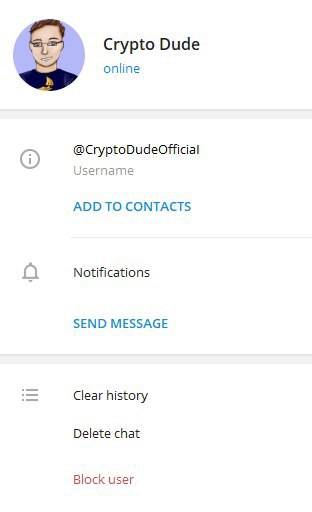 Crypto Dude
online
@CryptoDudeOfficial
Username
ADD TO CONTACTS
Notifications
SEND MESSAGE
Clear history
Delete chat
Block user